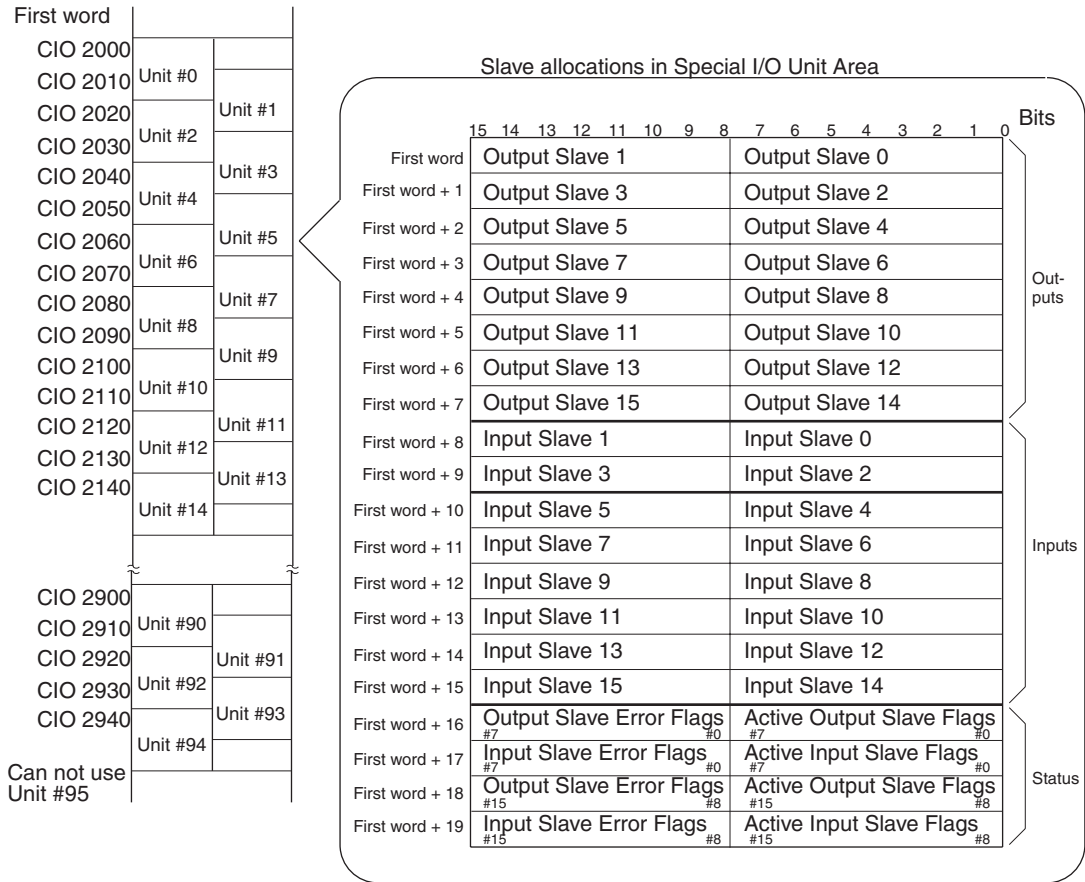 First word
CIO 2000
CIO 2010
CIO 2020
CIO 2030
CIO 2040
CIO 2050
CIO 2060
CIO 2070
CIO 2080
CIO 2090
CIO 2100
CIO 2110
CIO 2120
CIO 2130
CIO 2140
CIO 2900
CIO 2910
CIO 2920
CIO 2930
CIO 2940
Can not use
Unit #95
Unit #0
Unit #2
Unit #4
Unit #6
Unit #8
Unit #10
Unit #12
Unit #14
Unit #90
Unit #92
Unit #94
Unit #1
Unit #3
Unit #5
Unit #7
Unit #9
Unit #11
Unit #13
Unit #91
Unit #93
Slave allocations in Special I/O Unit Area
Bits
15 14 13 12 11 10 9 8 7 6 5 4 3 2 1 0
First word Output Slave 1 Output Slave 0
First word + 1 Output Slave 3 Output Slave 2
First word + 2 Output Slave 5 Output Slave 4
First word + 3 Output Slave 7 Output Slave 6
First word + 4 Output Slave 9 Output Slave 8
First word + 5 Output Slave 11 Output Slave 10
First word + 6 Output Slave 13 Output Slave 12
First word + 7 Output Slave 15 Output Slave 14
First word + 8 Input Slave 1 Input Slave 0
First word + 9 Input Slave 3 Input Slave 2
First word + 10 Input Slave 5 Input Slave 4
First word + 11 Input Slave 7 Input Slave 6
First word + 12 Input Slave 9 Input Slave 8
First word + 13 Input Slave 11 Input Slave 10
First word + 14 Input Slave 13 Input Slave 12
First word + 15 Input Slave 15 Input Slave 14
First word + 16 Output Slave Error Flags Active Output Slave Flags
#7 #0 #7 #0
First word + 17 Input Slave Error Flags Active Input Slave Flags
#7 #0 #7 #0
First word + 18 Output Slave Error Flags Active Output Slave Flags
#15 #8 #15 #8
First word + 19 Input Slave Error Flags Active Input Slave Flags
#15 #8 #15 #8
Out-
puts
Inputs
Status